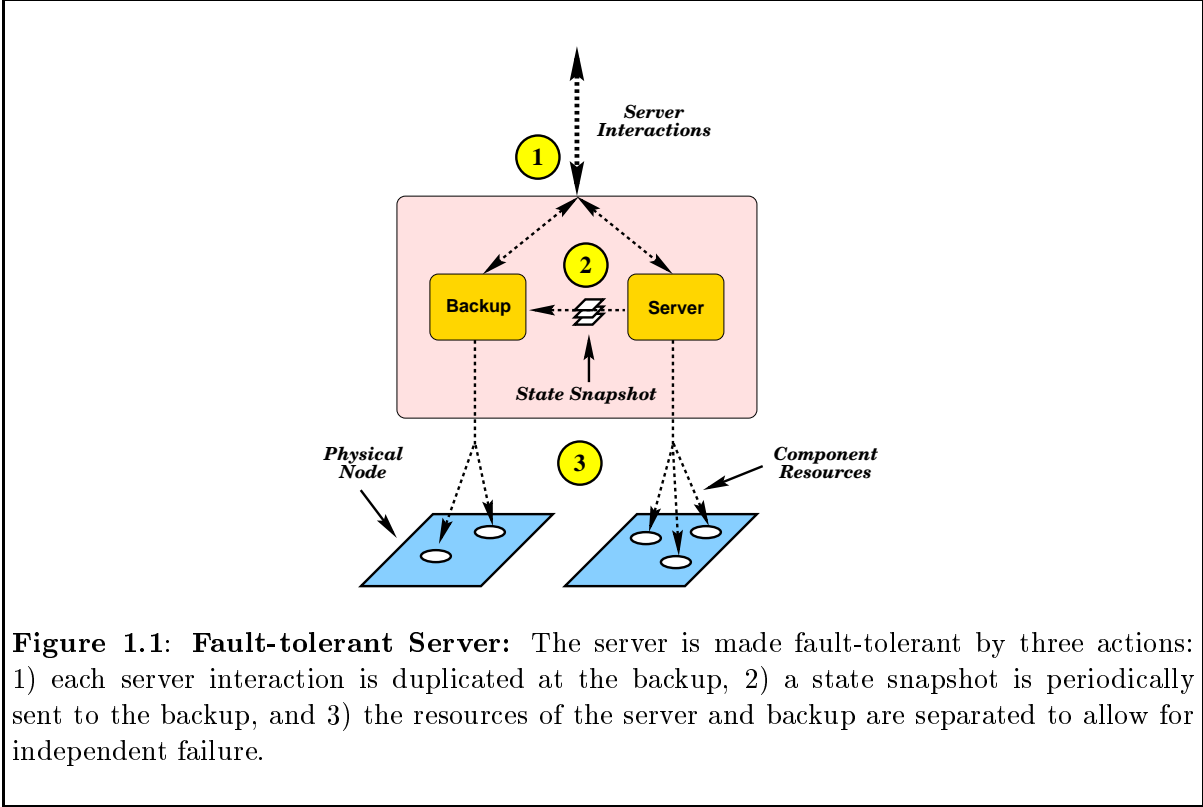 Server
Interactions
1
2
Backup
Server
State Snapshot
Physical
Node
3
Component
Resources
Figure 1.1: Fault-tolerant Server: The server is made fault-tolerant by three actions:
1) each server interaction is duplicated at the backup, 2) a state snapshot is periodically
sent to the backup, and 3) the resources of the server and backup are separated to allow for
independent failure.